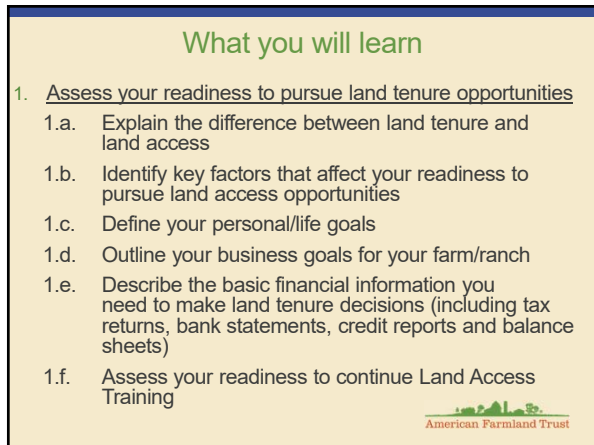 What you will learn
1. Assess your readiness to pursue land tenure opportunities
1.a. Explain the difference between land tenure and
land access
1.b. Identify key factors that affect your readiness to
pursue land access opportunities
1.c. Define your personal/life goals
1.d. Outline your business goals for your farm/ranch
1.e. Describe the basic financial information you
need to make land tenure decisions (including tax
returns, bank statements, credit reports and balance
sheets)
1.f. Assess your readiness to continue Land Access
Training
American Farmland Trust